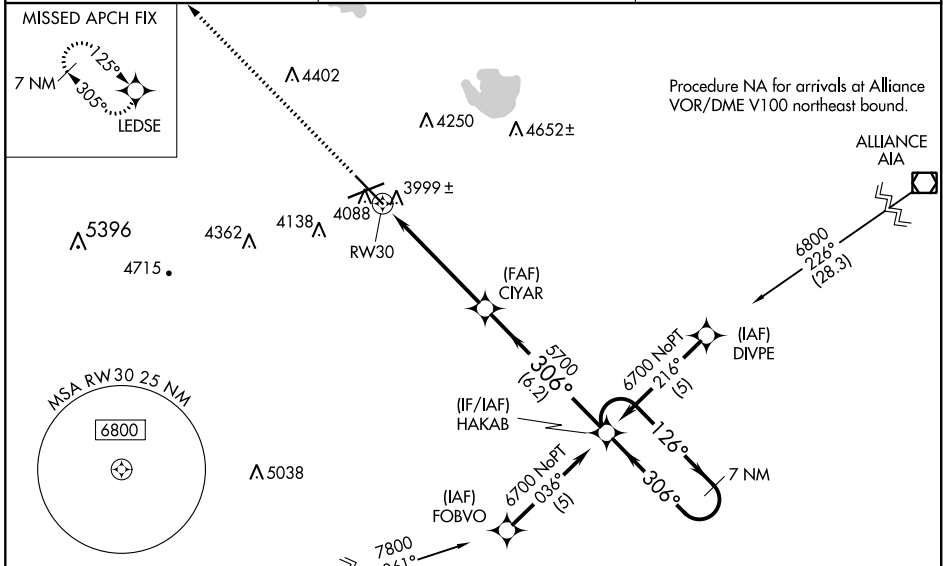 MISSED APCH FIX
125°
7 NM
305°
LEDSE
4402
4250
4652±
Procedure NA for arrivals at Alliance
VOR/DME V100 northeast bound.
ALLIANCE
AIA
3999±
4088
4138
4362
5396
4715
RW30
6800
226°
(28.3)
(FAF)
CIYAR
(IAF)
DIVPE
5700
306°
(6.2)
6700 NoPT
216°
(5)
(IF/IAF)
HAKAB
126°
306°
7 NM
MSA RW30 25 NM
6800
5038
6700 NoPT
036°
(5)
(IAF)
FOBVO
7800